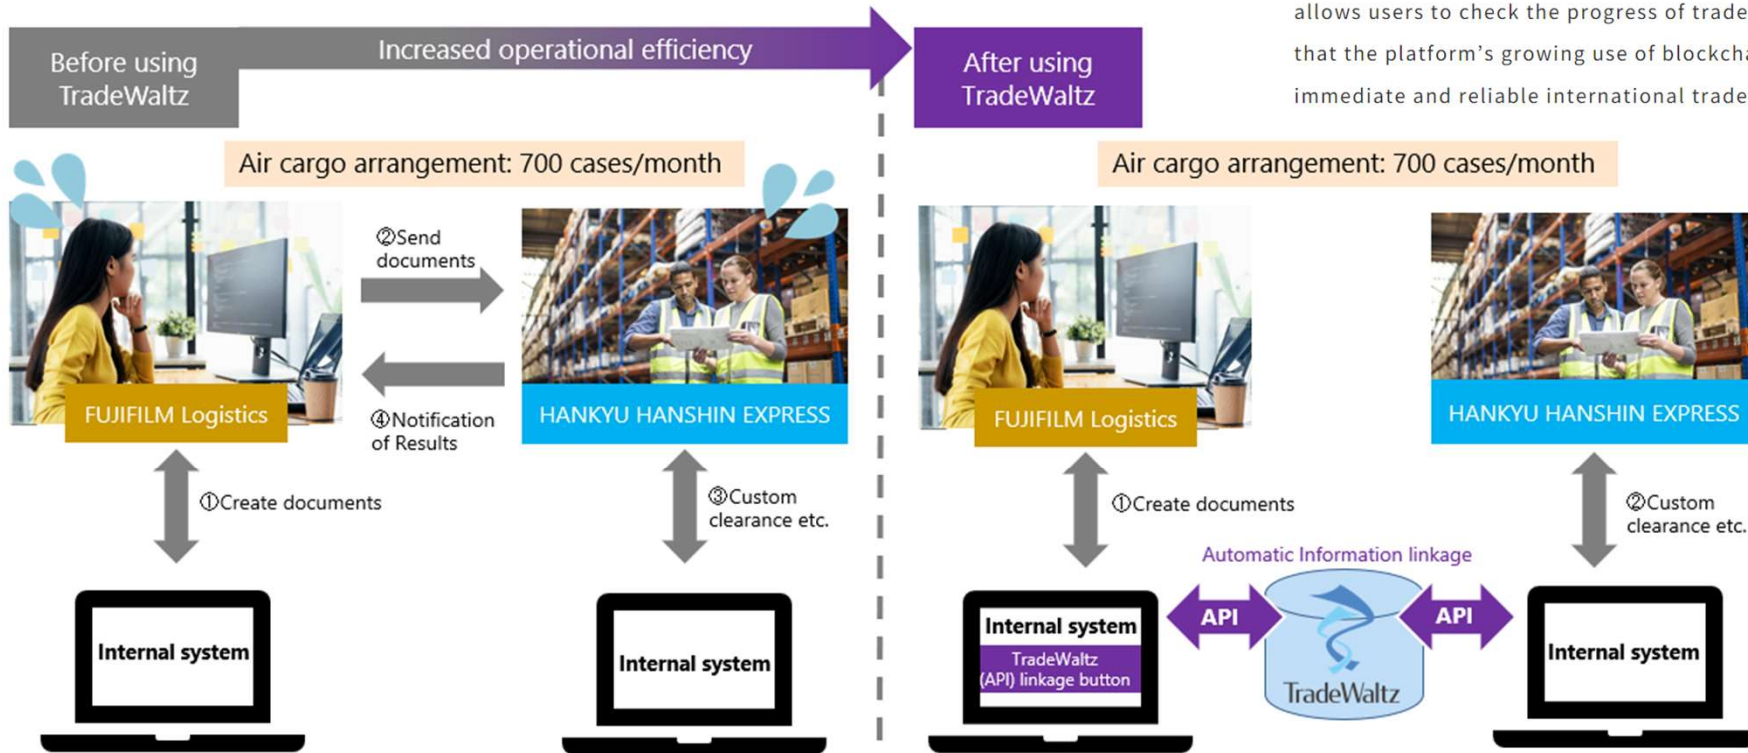 allows users to check the progress of trade
that the platform's growing use of blockcha
immediate and reliable international trade
Increased operational efficiency
Before using
TradeWaltz
Air cargo arrangement: 700 cases/month
②Send
documents
FUJIFILM Logistics
HANKYU HANSHIN EXPRESS
④Notification
of Results
①Create documents
③Custom
clearance etc.
Internal system
Internal system
After using
TradeWaltz
Air cargo arrangement: 700 cases/month
FUJIFILM Logistics
HANKYU HANSHIN EXPRESS
①Create documents
②Custom
clearance etc.
Automatic Information linkage
Internal system
TradeWaltz
(API) linkage button
API
TradeWaltz
API
Internal system